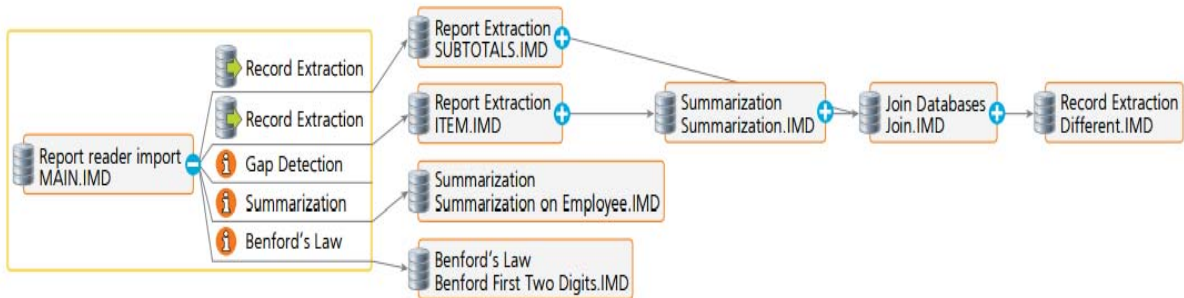 Report Extraction
SUBTOTALS.IMD
Record Extraction
Record Extraction
Report Extraction
ITEM.IMD
Summarization
Summarization.IMD
Join Databases
Join.IMD
Record Extraction
Different.IMD
Report reader import
MAIN.IMD
Gap Detection
Summarization
Summarization
Summarization on Employee.IMD
Benford's Law
Benford's Law
Benford First Two Digits.IMD